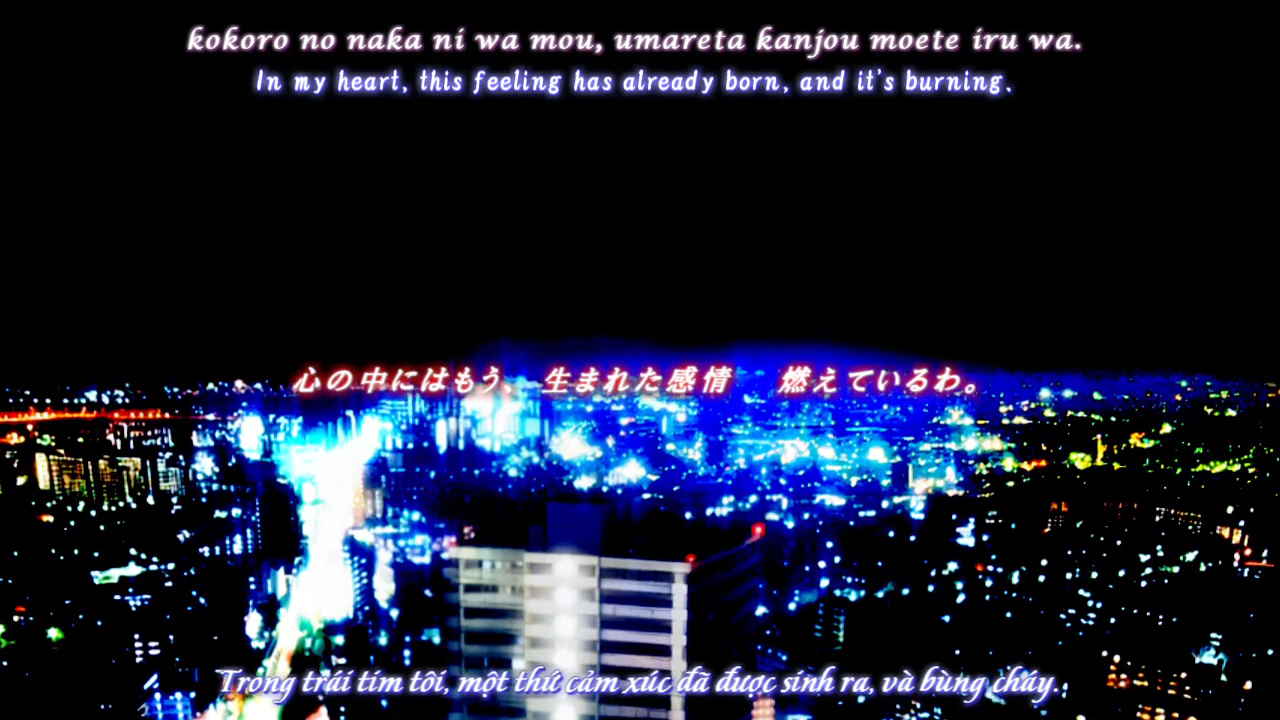 kokoro no naka ni wa mou, umareta kanjou moete iru wa.
In my heart, this feeling has already born, and it's burning.
心の中にはもう、生まれた感情　燃えているわ。
Trong trái tim tôi, một thứ cảm xúc đã được sinh ra, và bùng cháy.